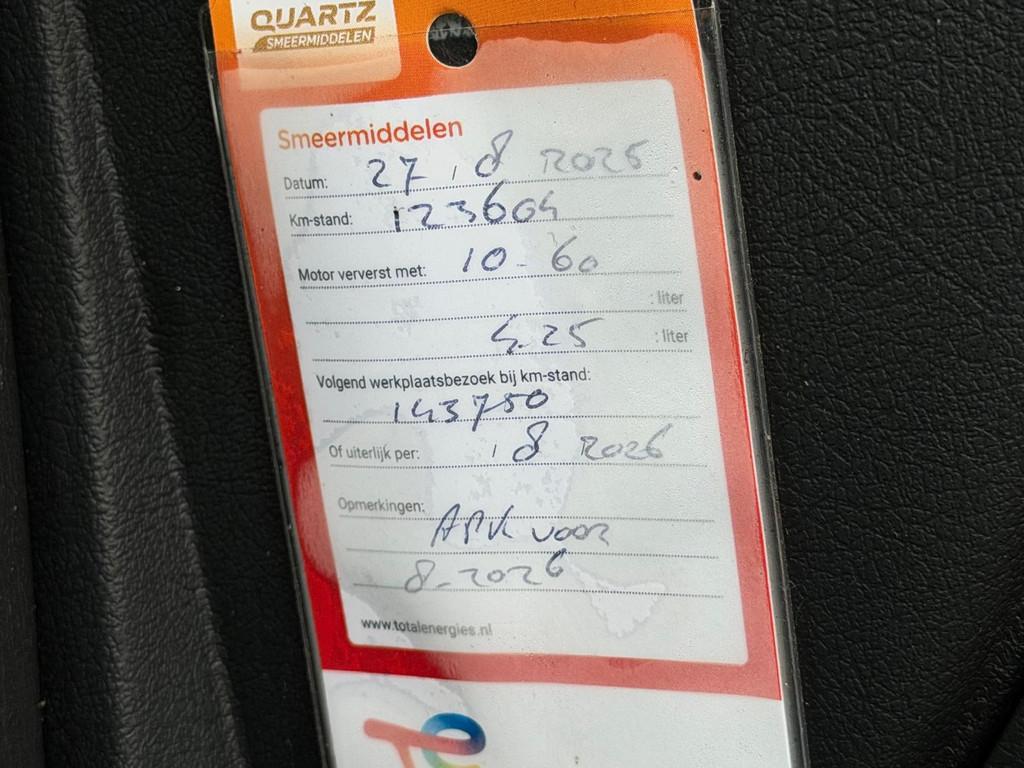 QUARTZ
SMEERMIDDELEN
Smeermiddelen
Datum: 27 , 8 2025
Km-stand: 123604
Motor ververst met: 10 - 60
: liter
5.25 : liter
Volgend werkplaatsbezoek bij km-stand:
143750
Of uiterlijk per: , 8 2026
Opmerkingen:
APK voor
8-2026
www.totalenergies.nl